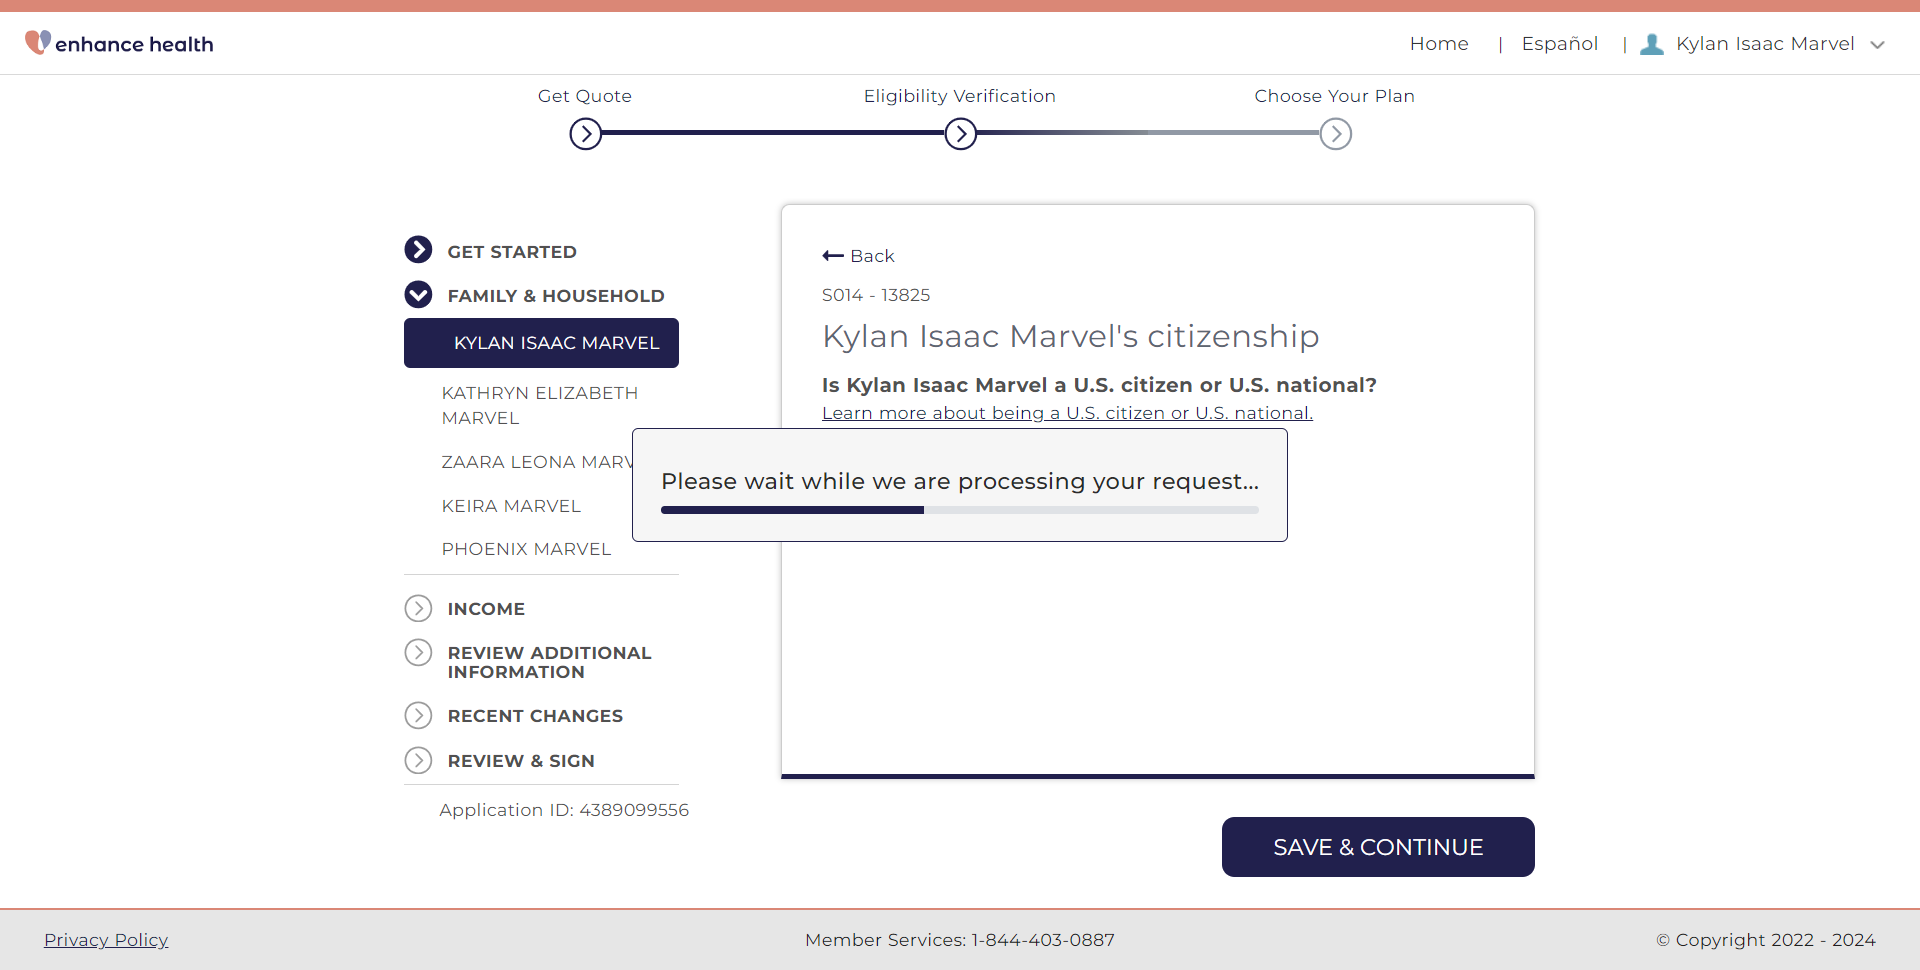 enhance health
Home | Español | Kylan Isaac Marvel
Get Quote
Eligibility Verification
Choose Your Plan
GET STARTED
FAMILY & HOUSEHOLD
KYLAN ISAAC MARVEL
KATHRYN ELIZABETH
MARVEL
ZAARA LEONA
KEIRA MARVEL
PHOENIX MARVEL
INCOME
REVIEW ADDITIONAL
INFORMATION
RECENT CHANGES
REVIEW & SIGN
Application ID: 4389099556
Back
S014 - 13825
Kylan Isaac Marvel's citizenship
Is Kylan Isaac Marvel a U.S. citizen or U.S. national?
Learn more about being a U.S. citizen or U.S. national.
Please wait while we are processing your request...
SAVE & CONTINUE
Privacy Policy
Member Services: 1-844-403-0887
© Copyright 2022 - 2024